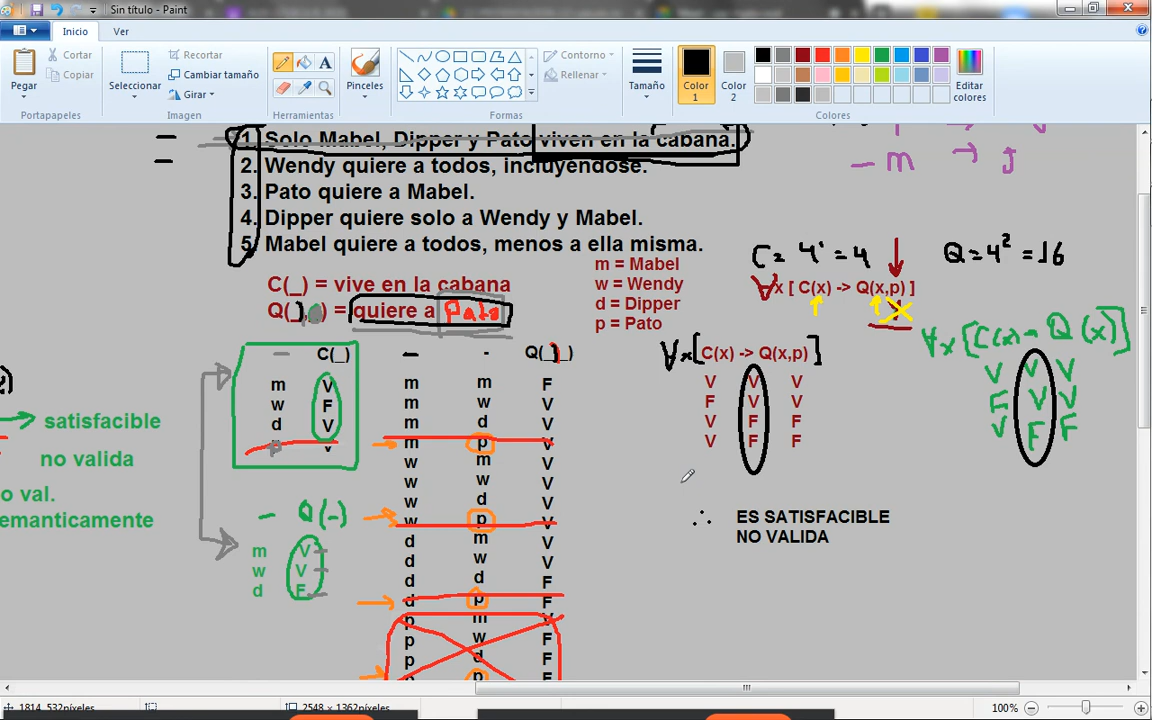 Sin título - Paint
Inicio Ver
Pegar
Cortar
Copiar
Seleccionar
Recortar
Cambiar tamaño
Girar
Pinceles
Contorno
Rellenar
Tamaño
Color 1
Color 2
Editar colores
Portapapeles Imagen Herramientas Formas Colores
1. Solo Mabel, Dipper y Pato viven en la cabana.
2. Wendy quiere a todos, incluyendose.
3. Pato quiere a Mabel.
4. Dipper quiere solo a Wendy y Mabel.
5. Mabel quiere a todos, menos a ella misma.
C(_) = vive en la cabana
Q( ) = quiere a Pato
m = Mabel
w = Wendy
d = Dipper
p = Pato
C = 4¹ = 4 Q = 4² = 16
∀x [ C(x) -> Q(x,p) ]
satisfacible
no valida
o val.
emanticamente
_ C(_)
m V
w F
d V
p V
_ Q(_)
m V
w V
d F
_ - Q(_,_)
m m F
m w V
m d V
m p V
w m V
w w V
w d V
w p V
d m V
d w V
d d F
d p F
p m V
p w F
p d F
p p F
∀x [C(x) -> Q(x,p)]
V V V
F V V
V F F
V F F
∴ ES SATISFACIBLE
NO VALIDA
∀x [C(x) → Q(x)]
V V V
F V V
V F F
- m → J
1814, 532píxeles 2548 × 1362píxeles 100%